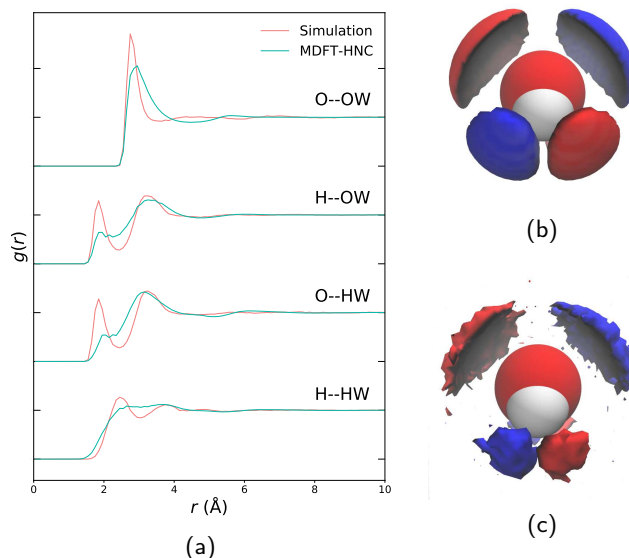 Simulation
MDFT-HNC
O--OW
H--OW
O--HW
H--HW
g(r)
0 2 4 6 8 10
r (Å)
(a)
(b)
(c)